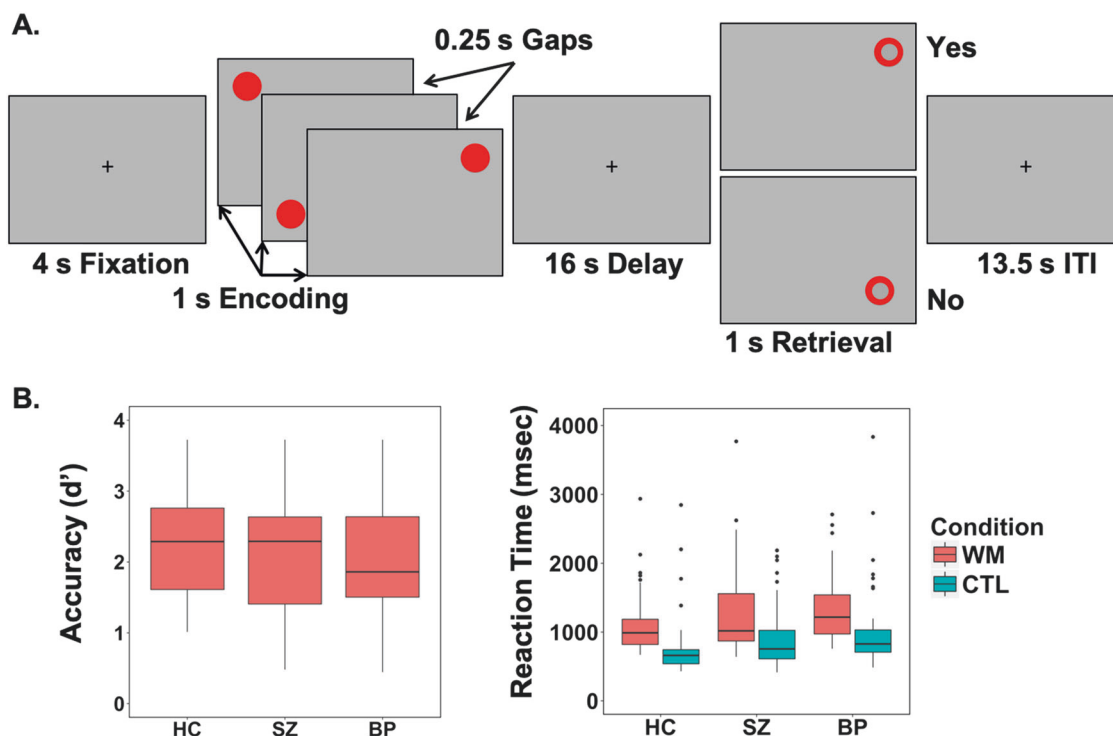 A.
0.25 s Gaps
Yes
+
+
+
4 s Fixation
16 s Delay
13.5 s ITI
1 s Encoding
No
1 s Retrieval
B.
Accuracy (d’)
4
3
2
1
0
HC SZ BP
Reaction Time (msec)
4000
3000
2000
1000
0
HC SZ BP
Condition
WM
CTL